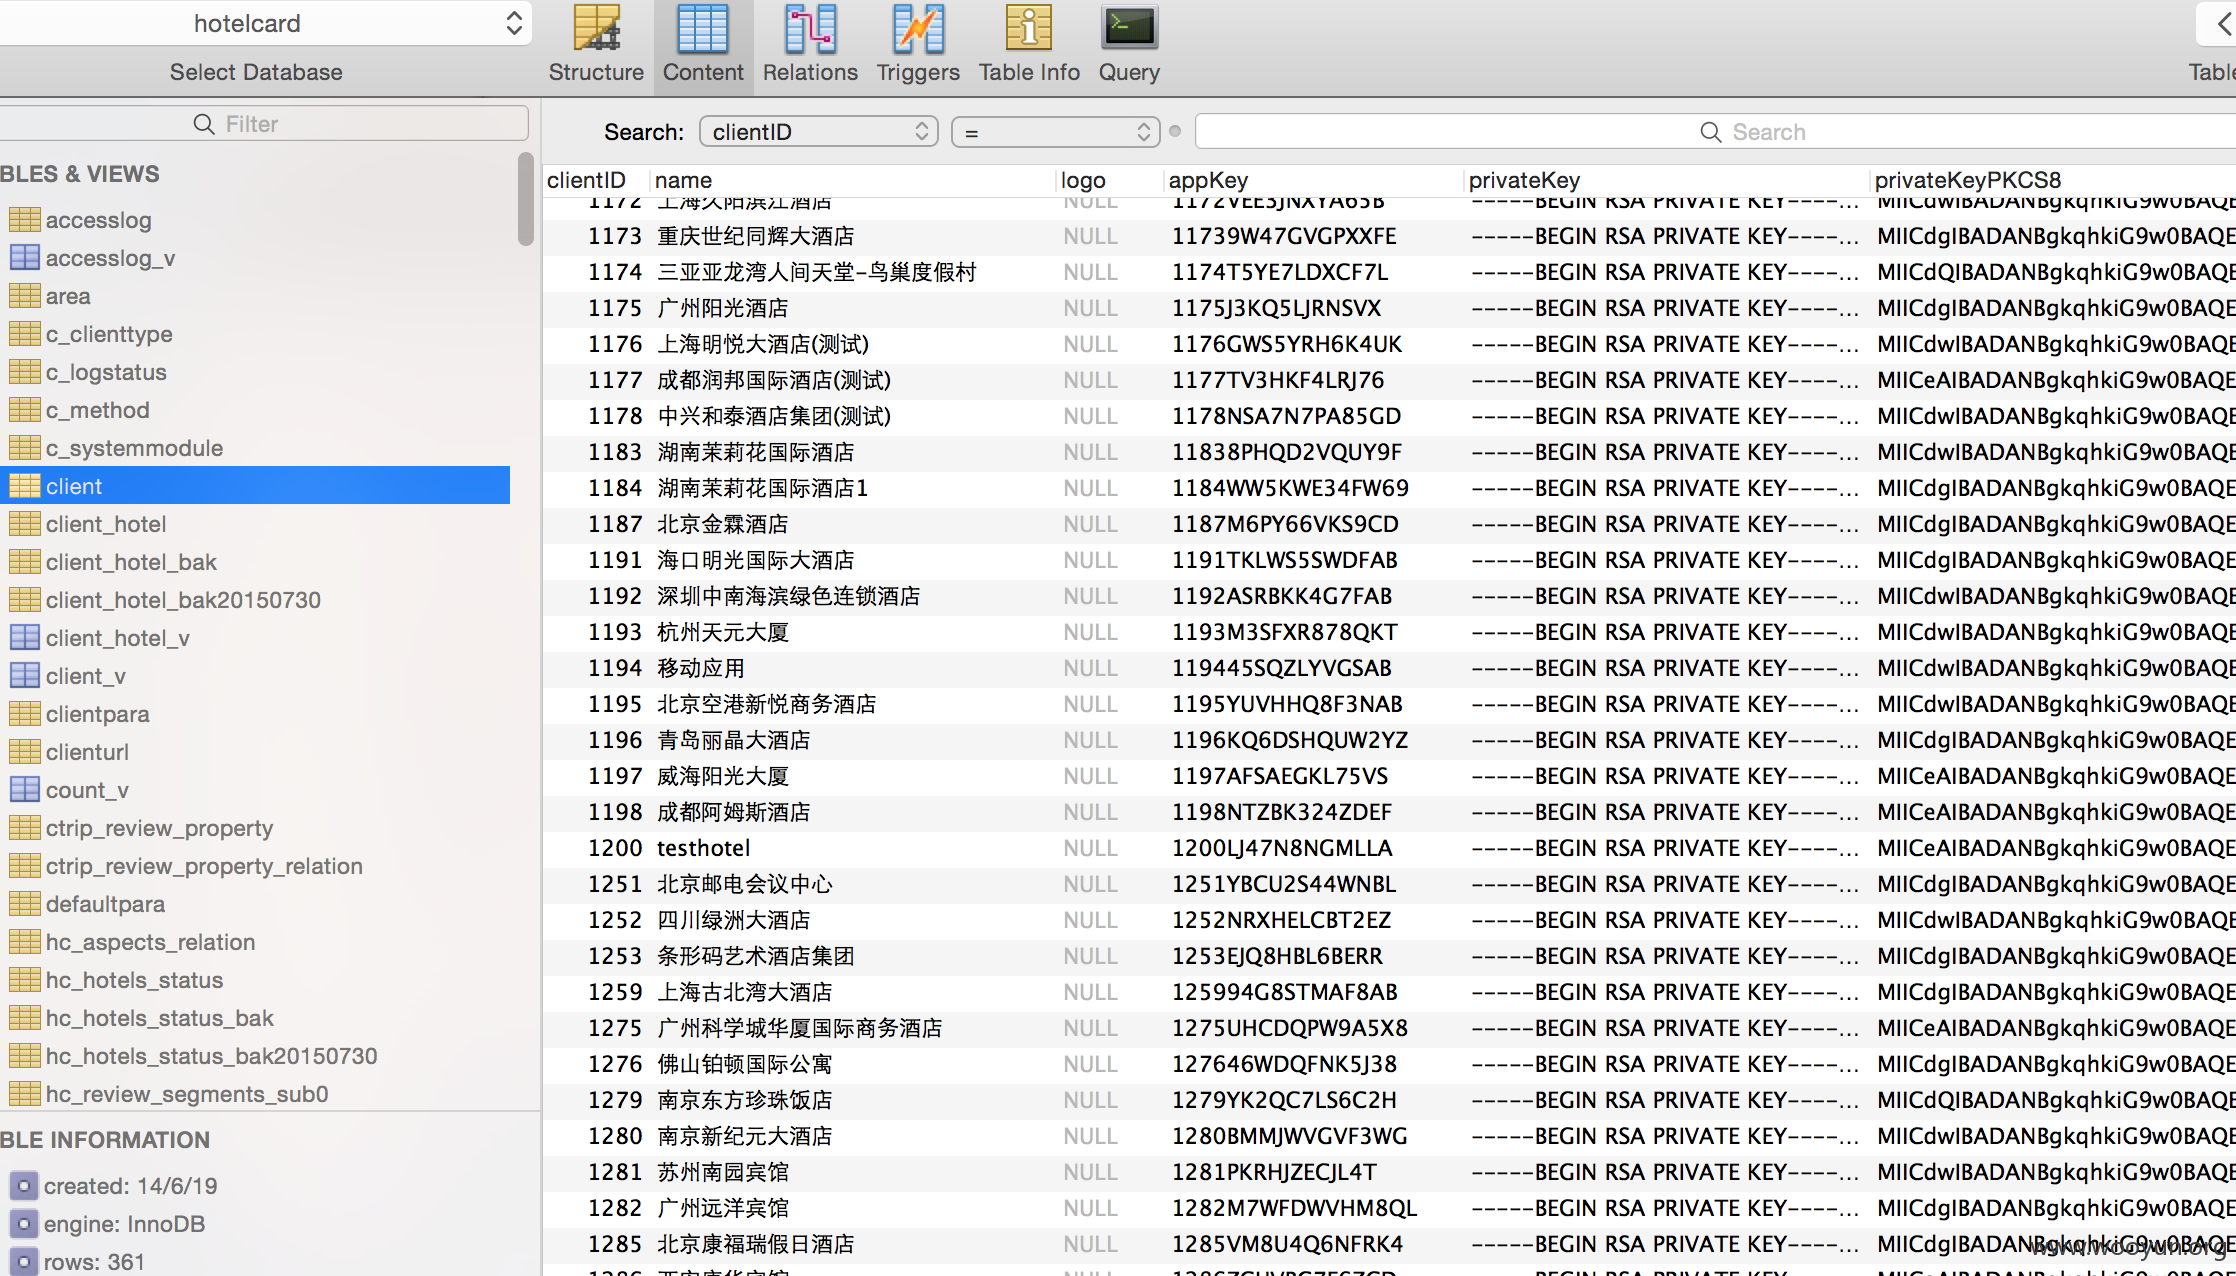 hotelcard
Select Database
Structure
Content
Relations
Triggers
Table Info
Query
Table
Filter
Search: clientID = Search
BLES & VIEWS
accesslog
accesslog_v
area
c_clienttype
c_logstatus
c_method
c_systemmodule
client
client_hotel
client_hotel_bak
client_hotel_bak20150730
client_hotel_v
client_v
clientpara
clienturl
count_v
ctrip_review_property
ctrip_review_property_relation
defaultpara
hc_aspects_relation
hc_hotels_status
hc_hotels_status_bak
hc_hotels_status_bak20150730
hc_review_segments_sub0
BLE INFORMATION
created: 14/6/19
engine: InnoDB
rows: 361
clientID name logo appKey privateKey privateKeyPKCS8
1172 上海久阳滨江酒店 NULL 1172VEE3JNXYA65B -----BEGIN RSA PRIVATE KEY----... MIICdwIBADANBgkqhkiG9w0BAQE
1173 重庆世纪同辉大酒店 NULL 11739W47GVGPXXFE -----BEGIN RSA PRIVATE KEY----... MIICdgIBADANBgkqhkiG9w0BAQE
1174 三亚亚龙湾人间天堂-鸟巢度假村 NULL 1174T5YE7LDXCF7L -----BEGIN RSA PRIVATE KEY----... MIICdQIBADANBgkqhkiG9w0BAQE
1175 广州阳光酒店 NULL 1175J3KQ5LJRNSVX -----BEGIN RSA PRIVATE KEY----... MIICdgIBADANBgkqhkiG9w0BAQE
1176 上海明悦大酒店(测试) NULL 1176GWS5YRH6K4UK -----BEGIN RSA PRIVATE KEY----... MIICdwIBADANBgkqhkiG9w0BAQE
1177 成都润邦国际酒店(测试) NULL 1177TV3HKF4LRJ76 -----BEGIN RSA PRIVATE KEY----... MIICeAIBADANBgkqhkiG9w0BAQE
1178 中兴和泰酒店集团(测试) NULL 1178NSA7N7PA85GD -----BEGIN RSA PRIVATE KEY----... MIICdwIBADANBgkqhkiG9w0BAQE
1183 湖南茉莉花国际酒店 NULL 11838PHQD2VQUY9F -----BEGIN RSA PRIVATE KEY----... MIICdgIBADANBgkqhkiG9w0BAQE
1184 湖南茉莉花国际酒店1 NULL 1184WW5KWE34FW69 -----BEGIN RSA PRIVATE KEY----... MIICdwIBADANBgkqhkiG9w0BAQE
1187 北京金霖酒店 NULL 1187M6PY66VKS9CD -----BEGIN RSA PRIVATE KEY----... MIICdgIBADANBgkqhkiG9w0BAQE
1191 海口明光国际大酒店 NULL 1191TKLWS5SWDFAB -----BEGIN RSA PRIVATE KEY----... MIICdwIBADANBgkqhkiG9w0BAQE
1192 深圳中南海滨绿色连锁酒店 NULL 1192ASRBKK4G7FAB -----BEGIN RSA PRIVATE KEY----... MIICdwIBADANBgkqhkiG9w0BAQE
1193 杭州天元大厦 NULL 1193M3SFXR878QKT -----BEGIN RSA PRIVATE KEY----... MIICdwIBADANBgkqhkiG9w0BAQE
1194 移动应用 NULL 119445SQZLYVGSAB -----BEGIN RSA PRIVATE KEY----... MIICdwIBADANBgkqhkiG9w0BAQE
1195 北京空港新悦商务酒店 NULL 1195YUVHHQ8F3NAB -----BEGIN RSA PRIVATE KEY----... MIICdgIBADANBgkqhkiG9w0BAQE
1196 青岛丽晶大酒店 NULL 1196KQ6DSHQUW2YZ -----BEGIN RSA PRIVATE KEY----... MIICdgIBADANBgkqhkiG9w0BAQE
1197 威海阳光大厦 NULL 1197AFSAEGKL75VS -----BEGIN RSA PRIVATE KEY----... MIICeAIBADANBgkqhkiG9w0BAQE
1198 成都阿姆斯酒店 NULL 1198NTZBK324ZDEF -----BEGIN RSA PRIVATE KEY----... MIICeAIBADANBgkqhkiG9w0BAQE
1200 testhotel NULL 1200LJ47N8NGMLLA -----BEGIN RSA PRIVATE KEY----... MIICeAIBADANBgkqhkiG9w0BAQE
1251 北京邮电会议中心 NULL 1251YBCU2S44WNBL -----BEGIN RSA PRIVATE KEY----... MIICdgIBADANBgkqhkiG9w0BAQE
1252 四川绿洲大酒店 NULL 1252NRXHELCBT2EZ -----BEGIN RSA PRIVATE KEY----... MIICdwIBADANBgkqhkiG9w0BAQE
1253 条形码艺术酒店集团 NULL 1253EJQ8HBL6BERR -----BEGIN RSA PRIVATE KEY----... MIICdgIBADANBgkqhkiG9w0BAQE
1259 上海古北湾大酒店 NULL 125994G8STMAF8AB -----BEGIN RSA PRIVATE KEY----... MIICdgIBADANBgkqhkiG9w0BAQE
1275 广州科学城华厦国际商务酒店 NULL 1275UHCDQPW9A5X8 -----BEGIN RSA PRIVATE KEY----... MIICeAIBADANBgkqhkiG9w0BAQE
1276 佛山铂顿国际公寓 NULL 127646WDQFNK5J38 -----BEGIN RSA PRIVATE KEY----... MIICdgIBADANBgkqhkiG9w0BAQE
1279 南京东方珍珠饭店 NULL 1279YK2QC7LS6C2H -----BEGIN RSA PRIVATE KEY----... MIICdQIBADANBgkqhkiG9w0BAQE
1280 南京新纪元大酒店 NULL 1280BMMJWVGVF3WG -----BEGIN RSA PRIVATE KEY----... MIICdwIBADANBgkqhkiG9w0BAQE
1281 苏州南园宾馆 NULL 1281PKRHJZECJL4T -----BEGIN RSA PRIVATE KEY----... MIICdwIBADANBgkqhkiG9w0BAQE
1282 广州远洋宾馆 NULL 1282M7WFDWVHM8QL -----BEGIN RSA PRIVATE KEY----... MIICdgIBADANBgkqhkiG9w0BAQE
1285 北京康福瑞假日酒店 NULL 1285VM8U4Q6NFRK4 -----BEGIN RSA PRIVATE KEY----... MIICdgIBADANBgkqhkiG9w0BAQE
www.wooyun.org